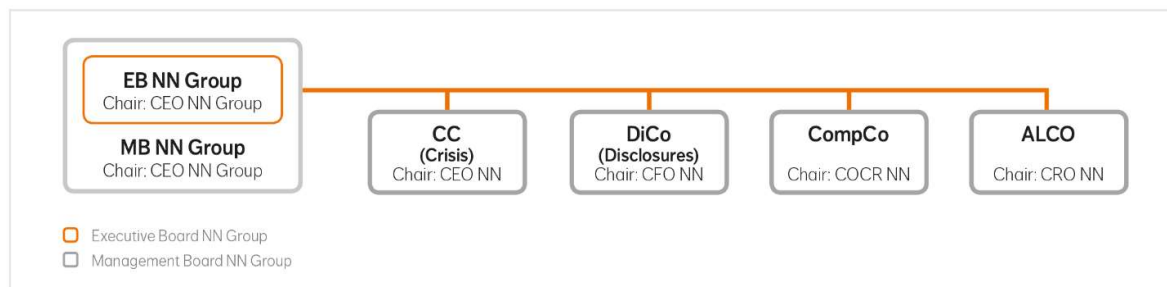 EB NN Group
Chair: CEO NN Group
MB NN Group
Chair: CEO NN Group
CC
(Crisis)
Chair: CEO NN
DiCo
(Disclosures)
Chair: CFO NN
CompCo
Chair: COCR NN
ALCO
Chair: CRO NN
Executive Board NN Group
Management Board NN Group